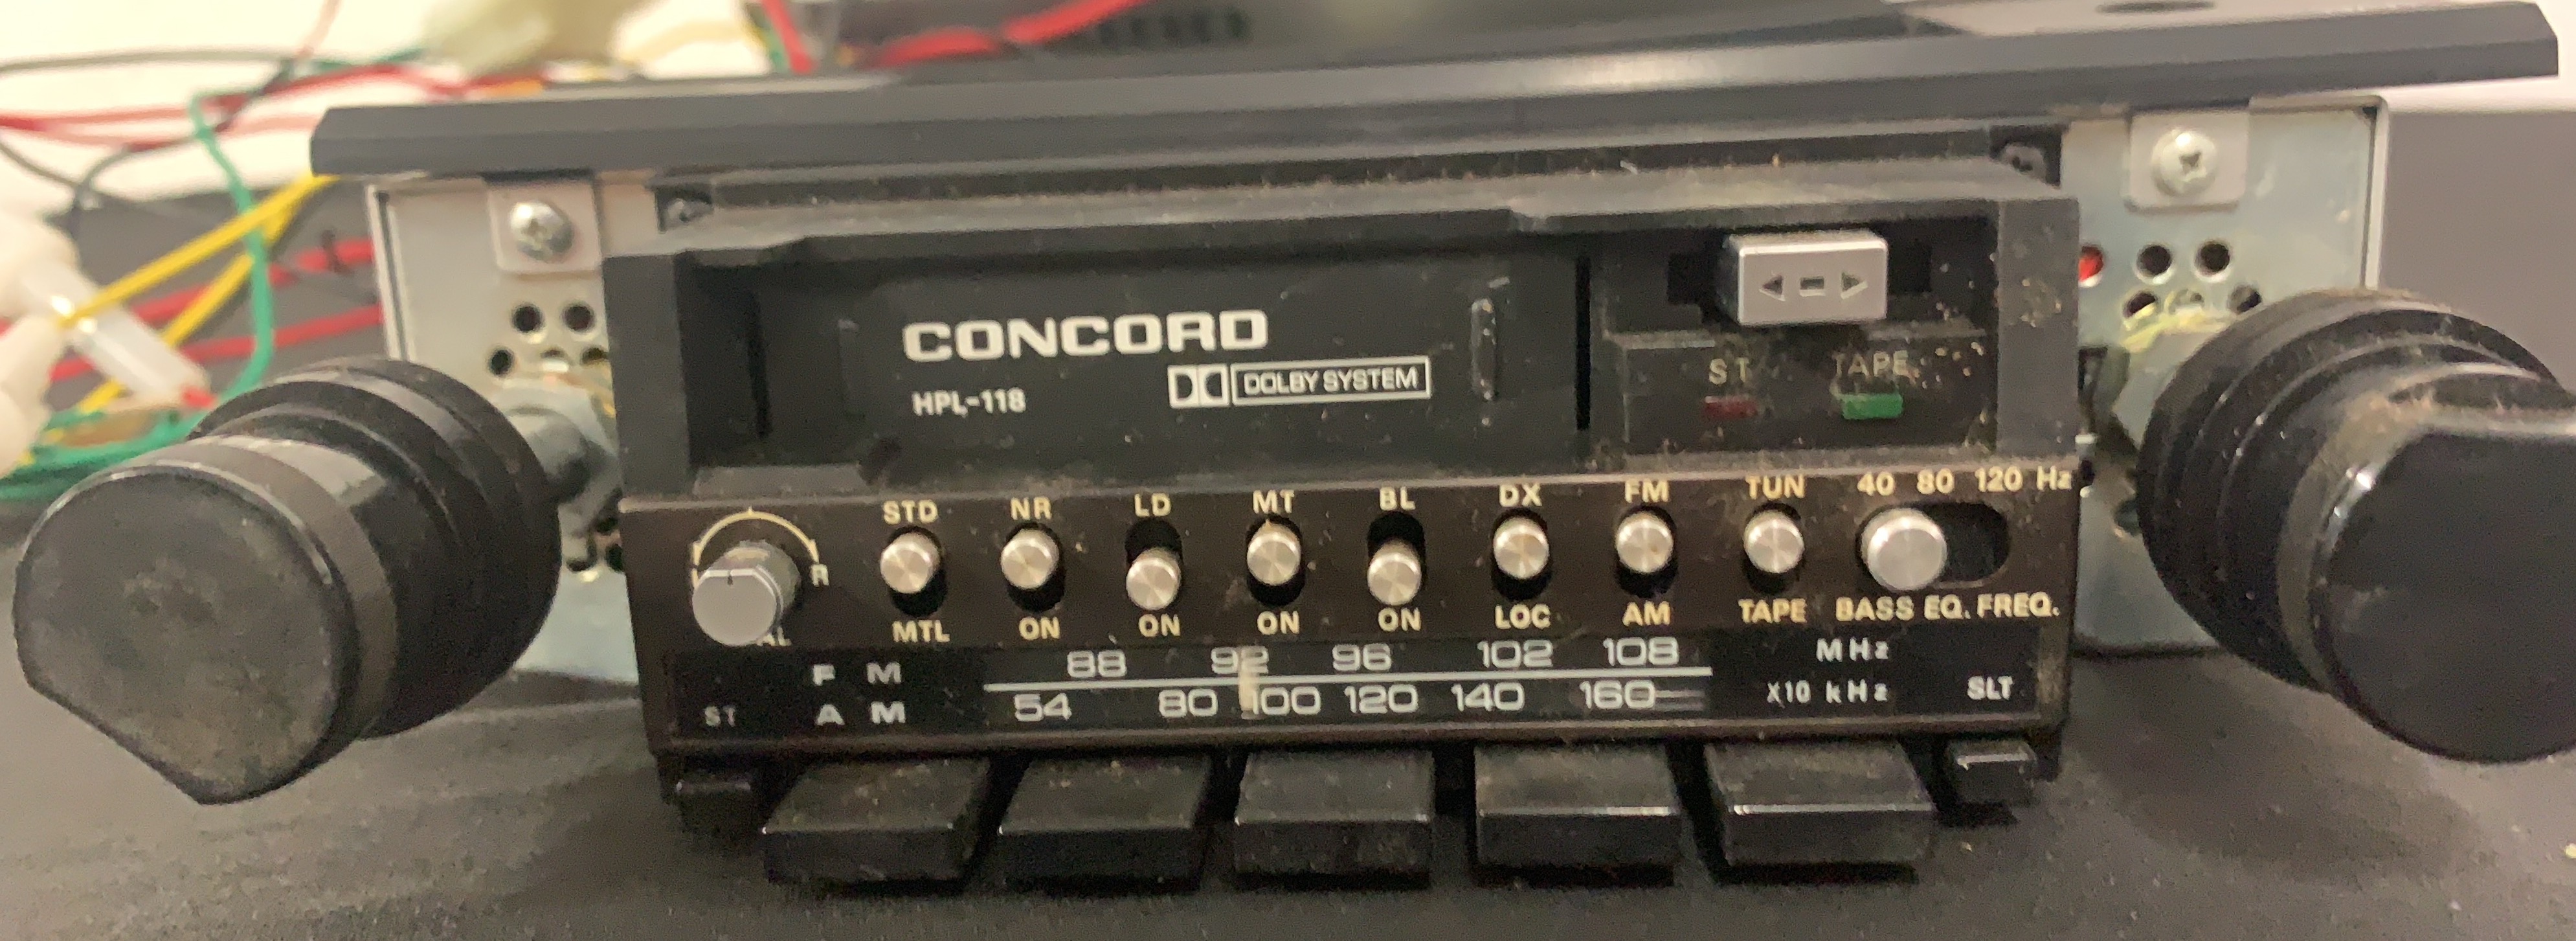 CONCORD
HPL-118
DOLBY SYSTEM
ST TAPE
STD NR LD MT BL DX FM TUN 40 80 120 Hz
R
MTL ON ON ON ON LOC AM TAPE BASS EQ. FREQ.
FM 88 92 96 102 108 MHz
ST AM 54 80 100 120 140 160 X10 kHz SLT